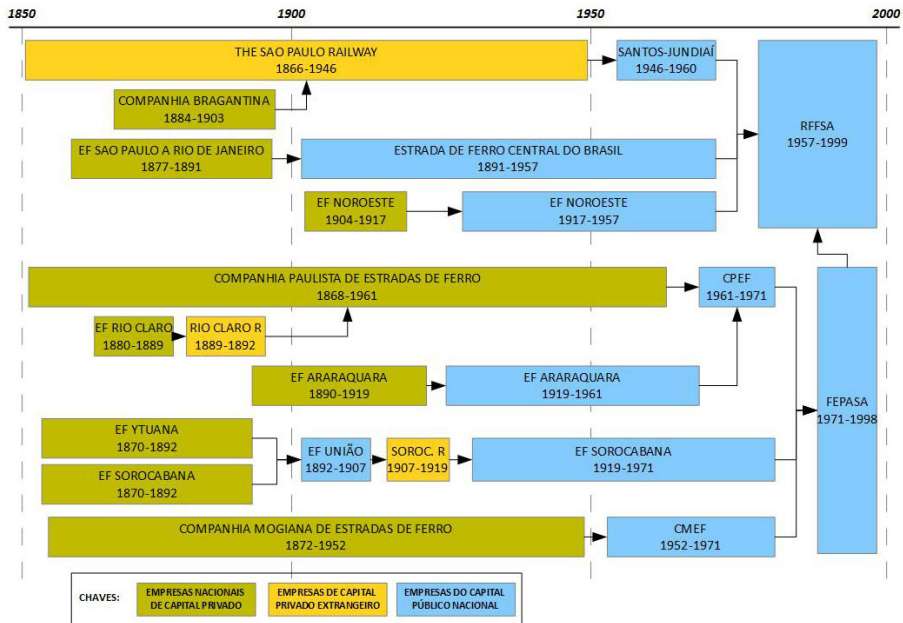 1850 1900 1950 2000
THE SAO PAULO RAILWAY
1866-1946
SANTOS-JUNDIAÍ
1946-1960
COMPANHIA BRAGANTINA
1884-1903
RFFSA
1957-1999
EF SAO PAULO A RIO DE JANEIRO
1877-1891
ESTRADA DE FERRO CENTRAL DO BRASIL
1891-1957
EF NOROESTE
1904-1917
EF NOROESTE
1917-1957
COMPANHIA PAULISTA DE ESTRADAS DE FERRO
1868-1961
CPEF
1961-1971
EF RIO CLARO
1880-1889
RIO CLARO R
1889-1892
EF ARARAQUARA
1890-1919
EF ARARAQUARA
1919-1961
FEPASA
1971-1998
EF YTUANA
1870-1892
EF UNIÃO
1892-1907
SOROC. R
1907-1919
EF SOROCABANA
1919-1971
EF SOROCABANA
1870-1892
COMPANHIA MOGIANA DE ESTRADAS DE FERRO
1872-1952
CMEF
1952-1971
CHAVES:
EMPRESAS NACIONAIS
DE CAPITAL PRIVADO
EMPRESAS DE CAPITAL
PRIVADO EXTRANGEIRO
EMPRESAS DO CAPITAL
PÚBLICO NACIONAL